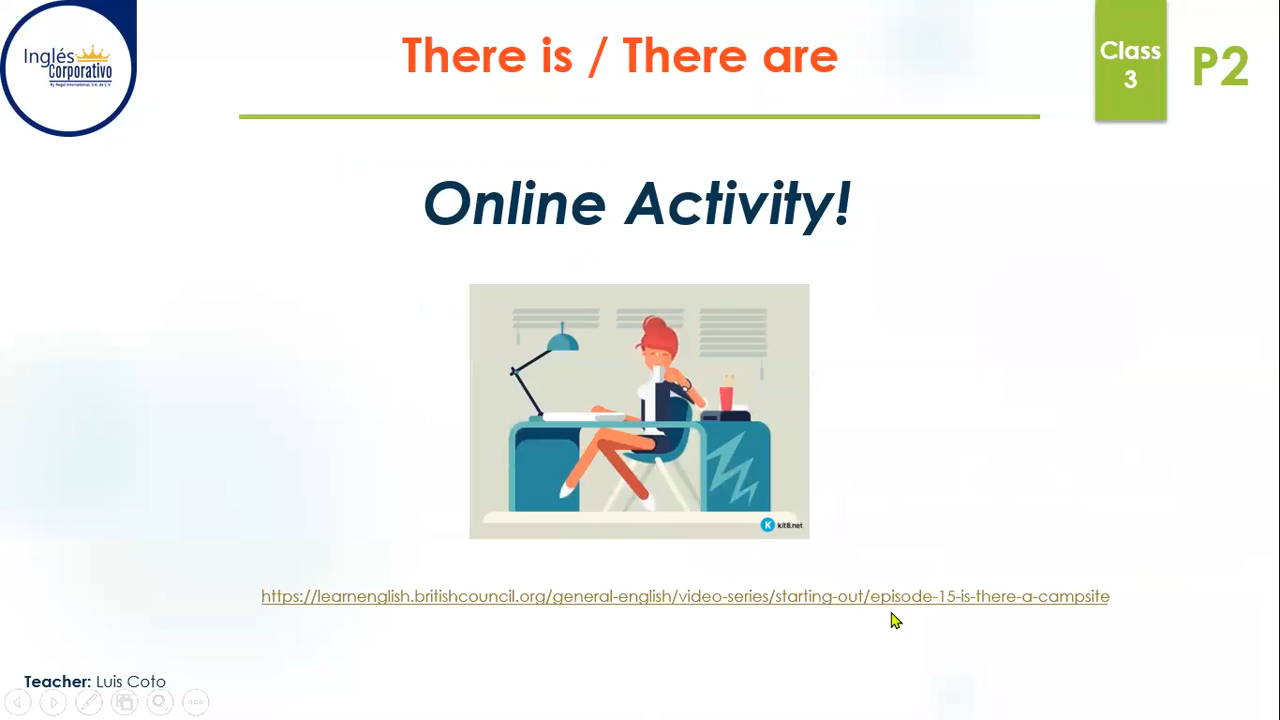 Inglés
Corporativo
By Regal International, S.A. de C.V.
There is / There are
Class
3
P2
Online Activity!
K kit8.net
https://learnenglish.britishcouncil.org/general-english/video-series/starting-out/episode-15-is-there-a-campsite
Teacher: Luis Coto